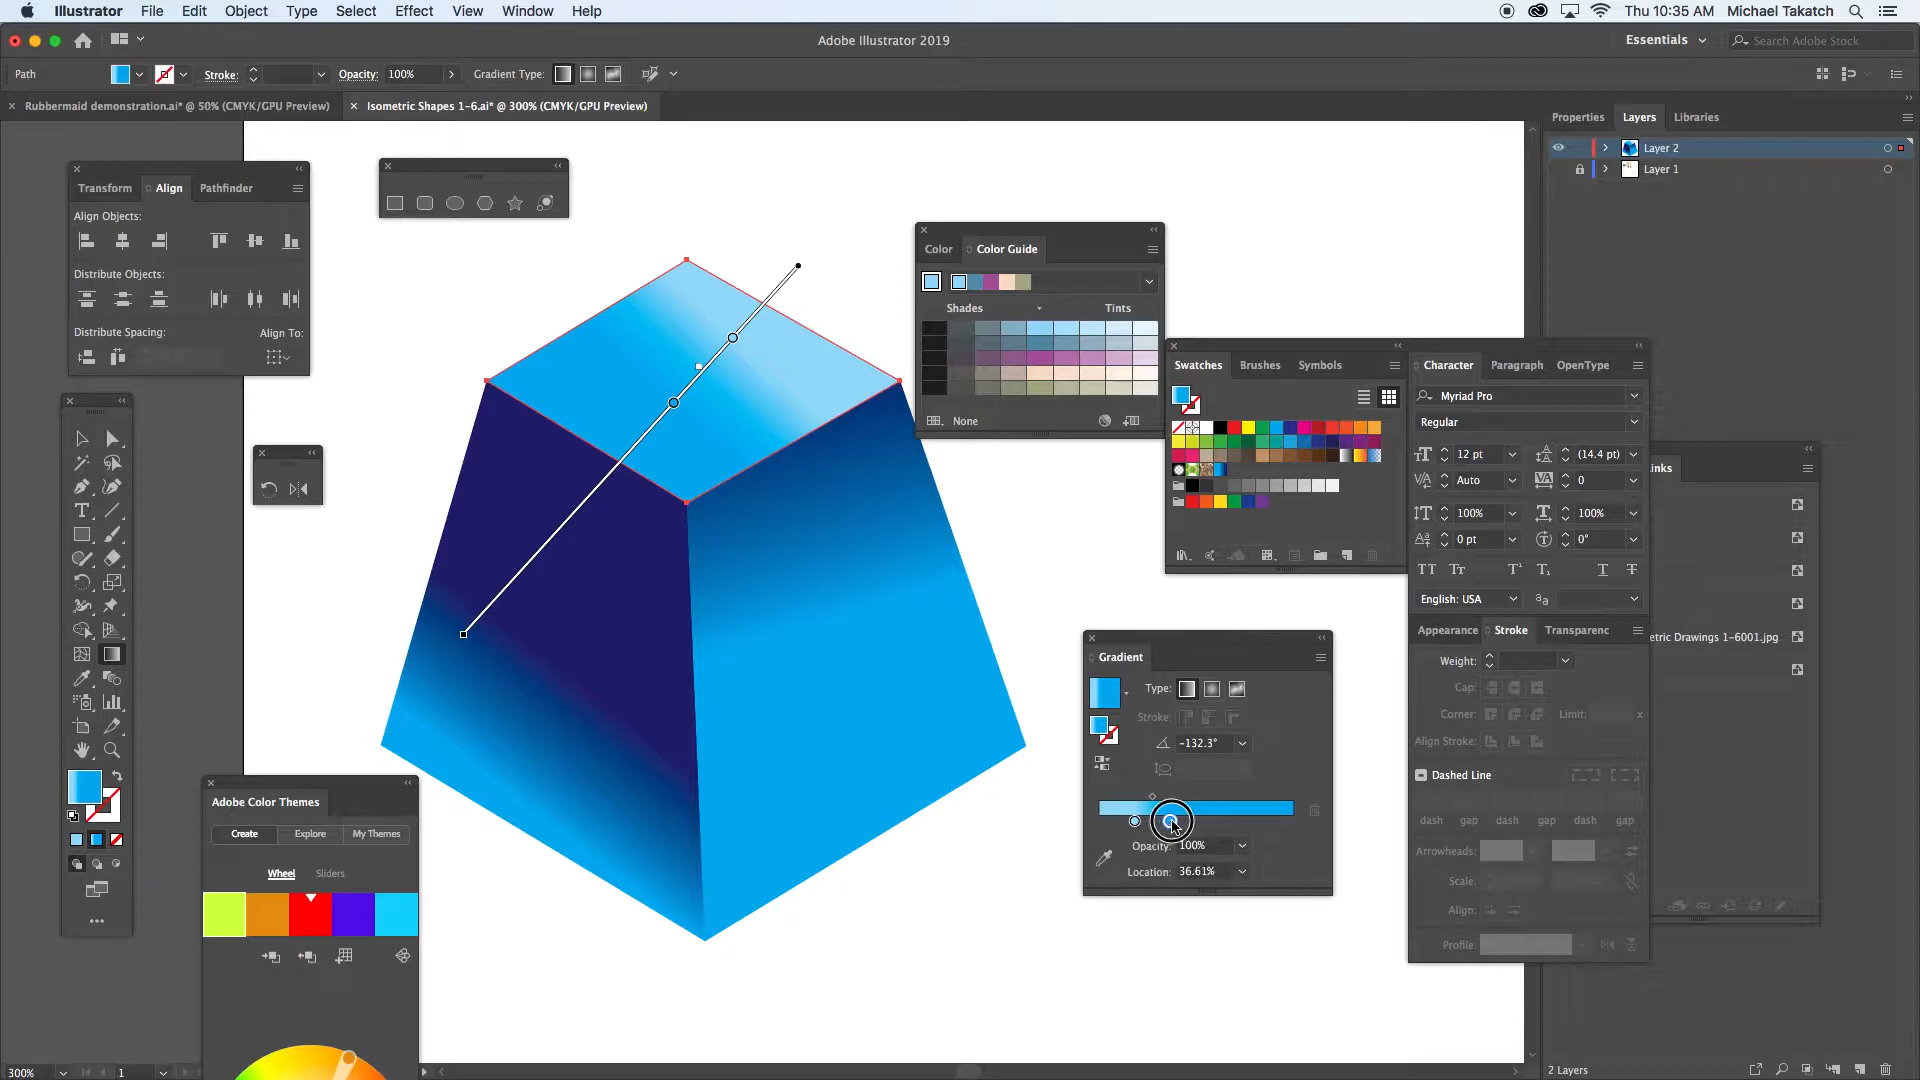 Illustrator File Edit Object Type Select Effect View Window Help Thu 10:35 AM Michael Takatch
Adobe Illustrator 2019 Essentials Search Adobe Stock
Path Stroke: Opacity: 100% Gradient Type:
Rubbermaid demonstration.ai* @ 50% (CMYK/GPU Preview) Isometric Shapes 1-6.ai* @ 300% (CMYK/GPU Preview)
Properties Layers Libraries
Layer 2
Layer 1
Transform Align Pathfinder
Align Objects:
Distribute Objects:
Distribute Spacing: Align To:
Color Color Guide
Shades Tints
None
Swatches Brushes Symbols
Character Paragraph OpenType
Myriad Pro
Regular
12 pt (14.4 pt)
Auto 0
100% 100%
0 pt 0°
English: USA
inks
etric Drawings 1-6001.jpg
Appearance Stroke Transparenc
Weight:
Cap:
Corner: Limit: x
Align Stroke:
Dashed Line
dash gap dash gap dash gap
Arrowheads:
Scale:
Align:
Profile:
Gradient
Type:
Stroke:
-132.3°
Opacity: 100%
Location: 36.61%
Adobe Color Themes
Create Explore My Themes
Wheel Sliders
300% 1 2 Layers